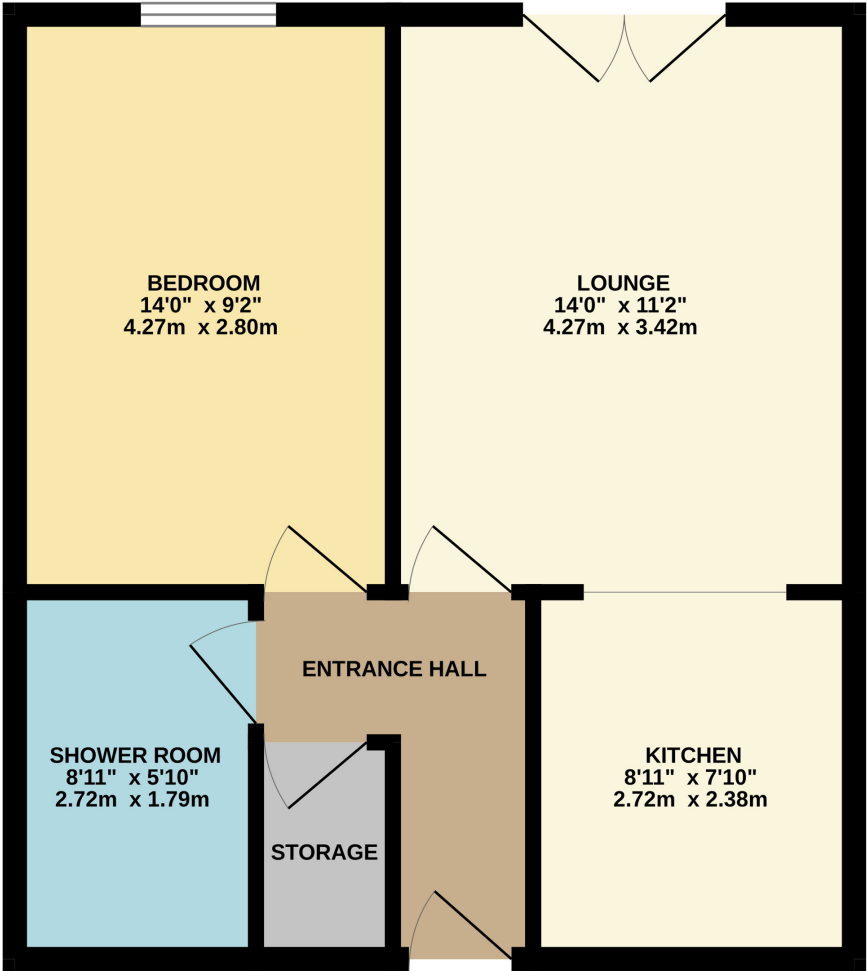 BEDROOM
14'0" x 9'2"
4.27m x 2.80m
LOUNGE
14'0" x 11'2"
4.27m x 3.42m
ENTRANCE HALL
SHOWER ROOM
8'11" x 5'10"
2.72m x 1.79m
STORAGE
KITCHEN
8'11" x 7'10"
2.72m x 2.38m